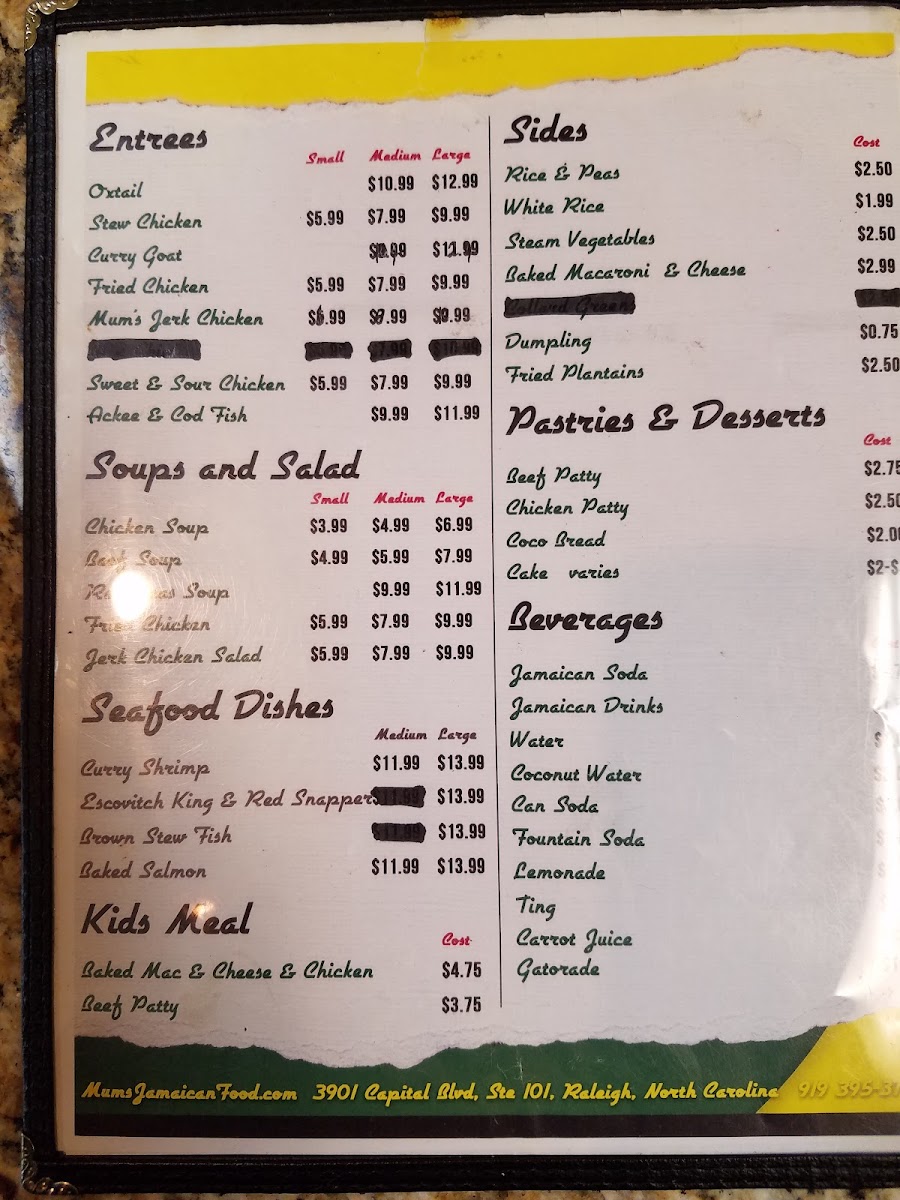 Entrees
Small Medium Large
Oxtail $10.99 $12.99
Stew Chicken $5.99 $7.99 $9.99
Curry Goat $11.99
Fried Chicken $5.99 $7.99 $9.99
Mum's Jerk Chicken
Sweet & Sour Chicken $5.99 $7.99 $9.99
Ackee & Cod Fish $9.99 $11.99
Soups and Salad
Small Medium Large
Chicken Soup $3.99 $4.99 $6.99
Beef Soup $4.99 $5.99 $7.99
Soup $9.99 $11.99
Fried Chicken $5.99 $7.99 $9.99
Jerk Chicken Salad $5.99 $7.99 $9.99
Seafood Dishes
Medium Large
Curry Shrimp $11.99 $13.99
Escovitch King & Red Snapper $13.99
Brown Stew Fish $13.99
Baked Salmon $11.99 $13.99
Kids Meal
Cost
Baked Mac & Cheese & Chicken $4.75
Beef Patty $3.75
Sides
Cost
Rice & Peas $2.50
White Rice $1.99
Steam Vegetables $2.50
Baked Macaroni & Cheese $2.99
Collard Greens
Dumpling $0.75
Fried Plantains $2.50
Pastries & Desserts
Cost
Beef Patty $2.75
Chicken Patty $2.50
Coco Bread $2.00
Cake varies $2-$
Beverages
Jamaican Soda
Jamaican Drinks
Water
Coconut Water
Can Soda
Fountain Soda
Lemonade
Ting
Carrot Juice
Gatorade
MumsJamaicanFood.com 3901 Capital Blvd, Ste 101, Raleigh, North Carolina 919 395-37